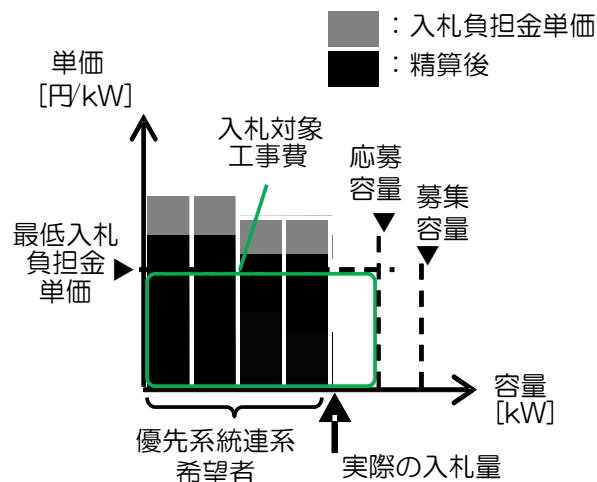 ：入札負担金単価
：精算後
単価
[円/kW]
入札対象
工事費
応募
容量
募集
容量
最低入札
負担金
単価
容量
[kW]
優先系統連系
希望者
実際の入札量